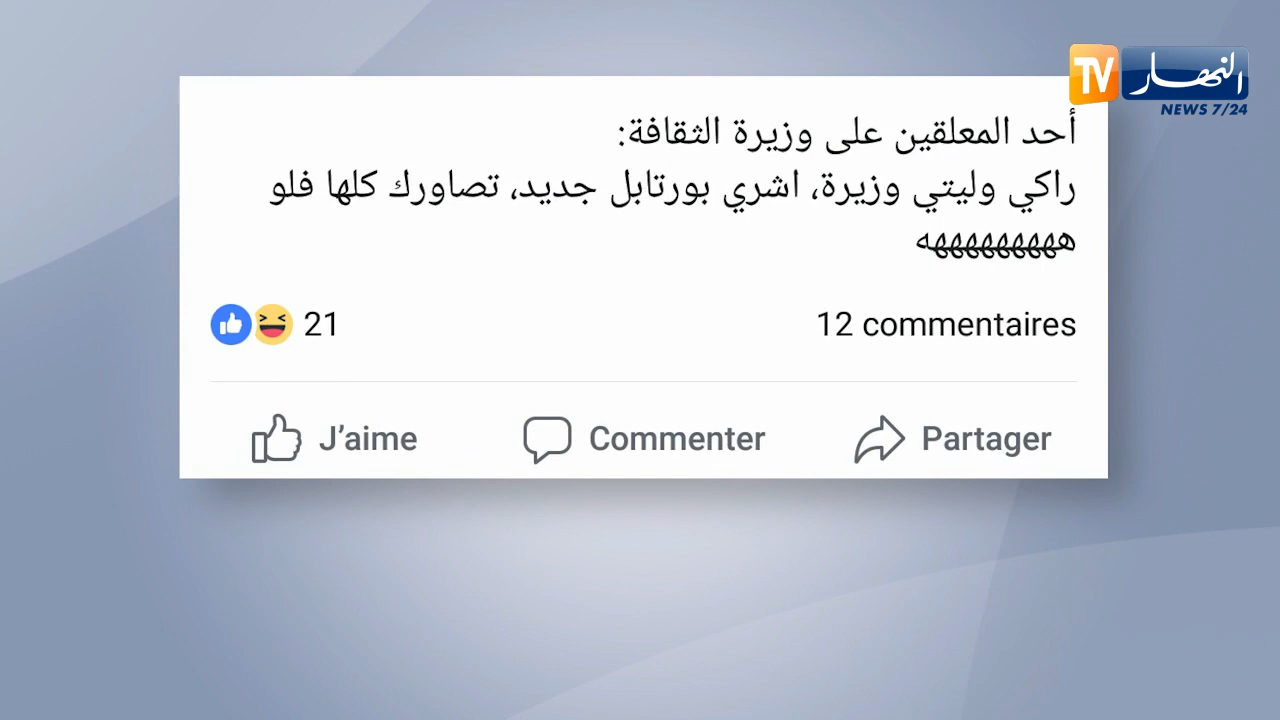 TV النهار
NEWS 7/24
أحد المعلقين على وزيرة الثقافة:
راكي وليتي وزيرة، اشري بورتابل جديد، تصاورك كلها فلو
هههههههههه
21
12 commentaires
J’aime
Commenter
Partager